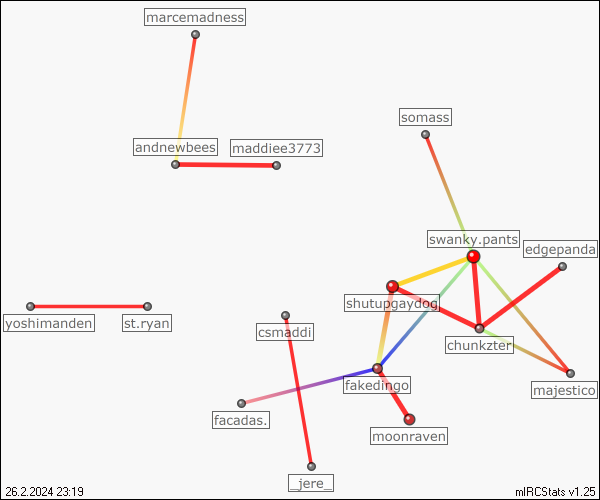 marcemadness
somass
andnewbees
maddiee3773
swanky.pants
edgepanda
shutupgaydog
yoshimanden
st.ryan
csmaddi
chunkzter
fakedingo
majestico
facadas.
moonraven
_jere_
26.2.2024 23:19
mIRCStats v1.25